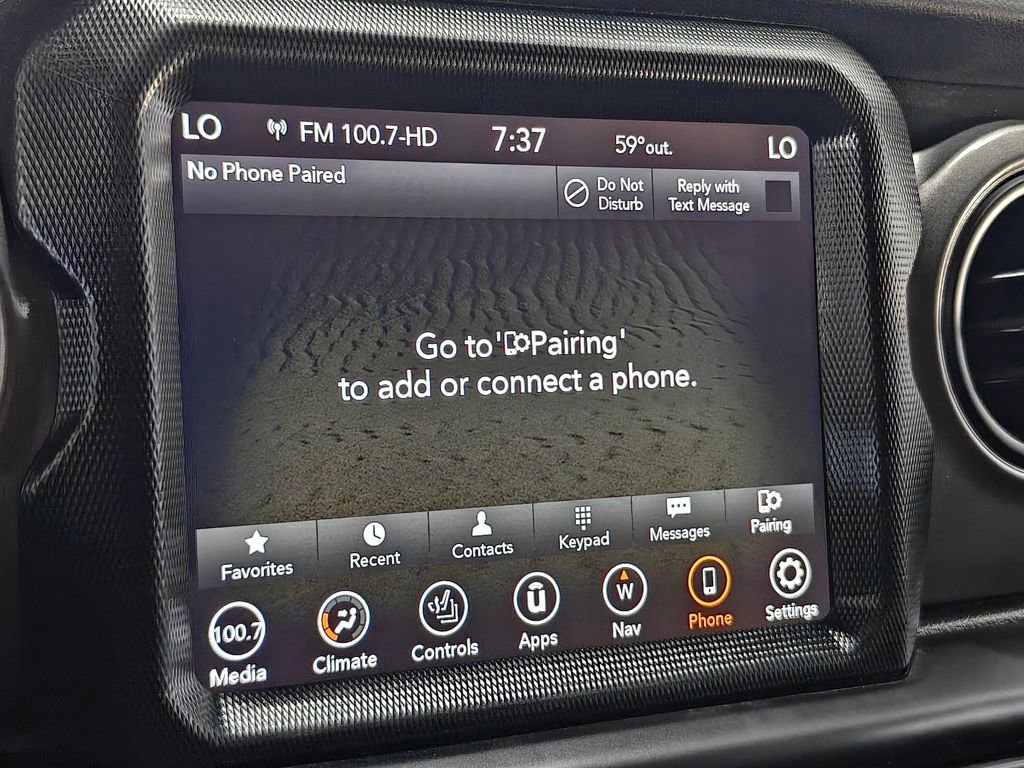 LO FM 100.7-HD 7:37 59°out. LO
No Phone Paired
Do Not
Disturb
Reply with
Text Message
Go to 'Pairing'
to add or connect a phone.
Favorites Recent Contacts Keypad Messages Pairing
100.7 W
Media Climate Controls Apps Nav Phone Settings